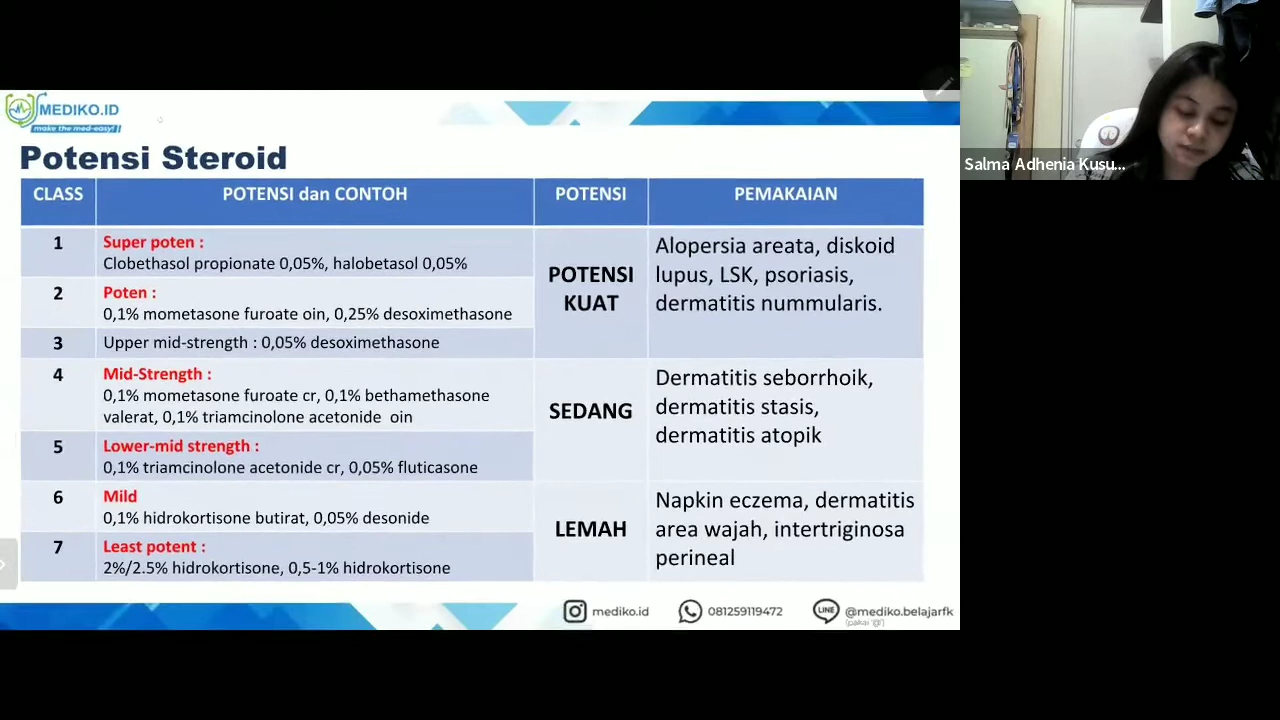 MEDIKO.ID
make the med-easy!
Potensi Steroid
CLASS
POTENSI dan CONTOH
POTENSI
PEMAKAIAN
1
Super poten :
Clobethasol propionate 0,05%, halobetasol 0,05%
2
Poten :
0,1% mometasone furoate oin, 0,25% desoximethasone
3
Upper mid-strength : 0,05% desoximethasone
POTENSI
KUAT
Alopersia areata, diskoid
lupus, LSK, psoriasis,
dermatitis nummularis.
4
Mid-Strength :
0,1% mometasone furoate cr, 0,1% bethamethasone
valerat, 0,1% triamcinolone acetonide oin
5
Lower-mid strength :
0,1% triamcinolone acetonide cr, 0,05% fluticasone
SEDANG
Dermatitis seborrhoik,
dermatitis stasis,
dermatitis atopik
6
Mild
0,1% hidrokortisone butirat, 0,05% desonide
7
Least potent :
2%/2.5% hidrokortisone, 0,5-1% hidrokortisone
LEMAH
Napkin eczema, dermatitis
area wajah, intertriginosa
perineal
mediko.id
081259119472
LINE
@mediko.belajarfk
(pakai '@')
Salma Adhenia Kusu...